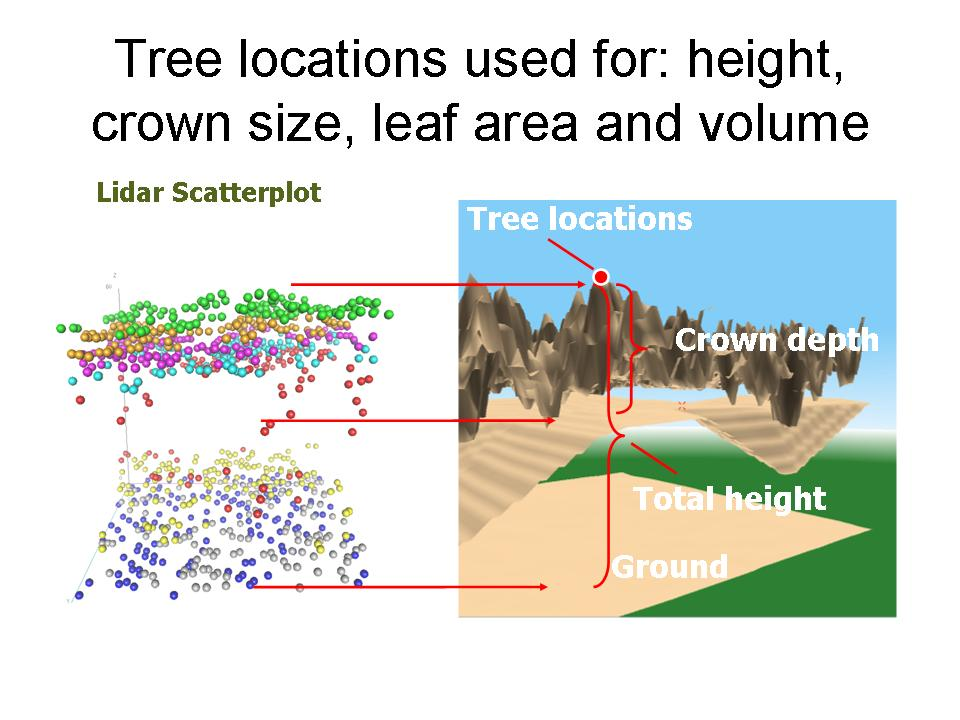 Tree locations used for: height,
crown size, leaf area and volume
Lidar Scatterplot
Tree locations
Crown depth
Total height
Ground